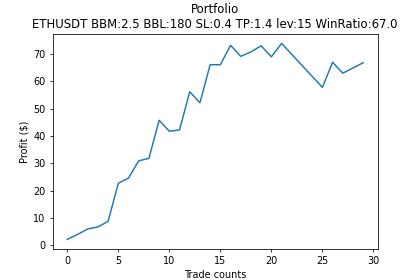 Portfolio
ETHUSDT BBM:2.5 BBL:180 SL:0.4 TP:1.4 lev:15 WinRatio:67.0
Profit ($)
70
60
50
40
30
20
10
0
0 5 10 15 20 25 30
Trade counts